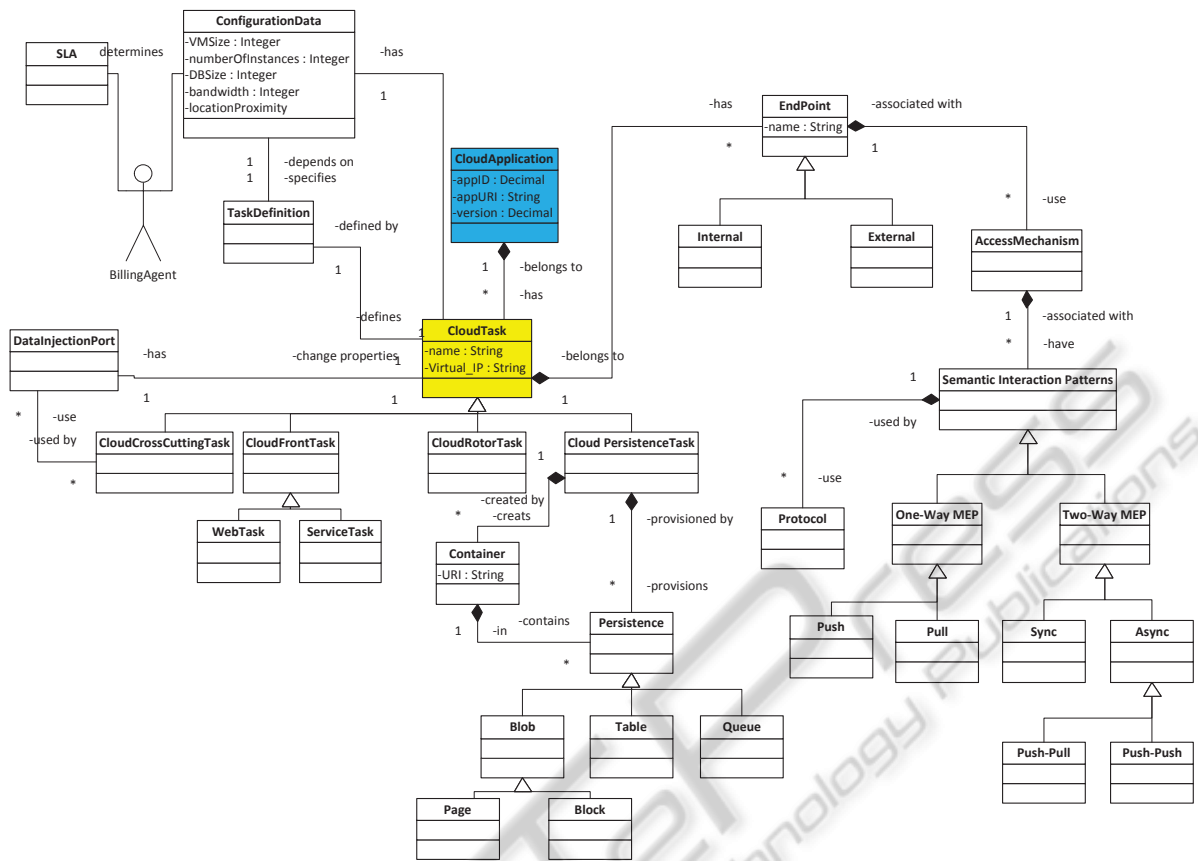 ConfigurationData
-VMSize : Integer
-numberOfInstances : Integer
-DBSize : Integer
-bandwidth : Integer
-locationProximity
SLA
determines
-has
1
BillingAgent
1
-depends on
1
-specifies
TaskDefinition
-defined by
1
CloudApplication
-appID : Decimal
-appURI : String
-version : Decimal
1
-belongs to
*
-has
-has
*
EndPoint
-name : String
-associated with
1
Internal
External
*
-use
AccessMechanism
1
-associated with
*
-have
DataInjectionPort
-has
1
-defines
1
-change properties
1
CloudTask
-name : String
-Virtual_IP : String
-belongs to
1
1
*
-use
-used by
*
CloudCrossCuttingTask
CloudFrontTask
CloudRotorTask
Cloud PersistenceTask
WebTask
ServiceTask
1
-created by
*
-creats
1
-provisioned by
*
-provisions
Container
-URI : String
-contains
1
-in
*
Persistence
Blob
Table
Queue
Page
Block
1
Semantic Interaction Patterns
-used by
*
-use
Protocol
One-Way MEP
Two-Way MEP
Push
Pull
Sync
Async
Push-Pull
Push-Push
TePress
hnology Publications